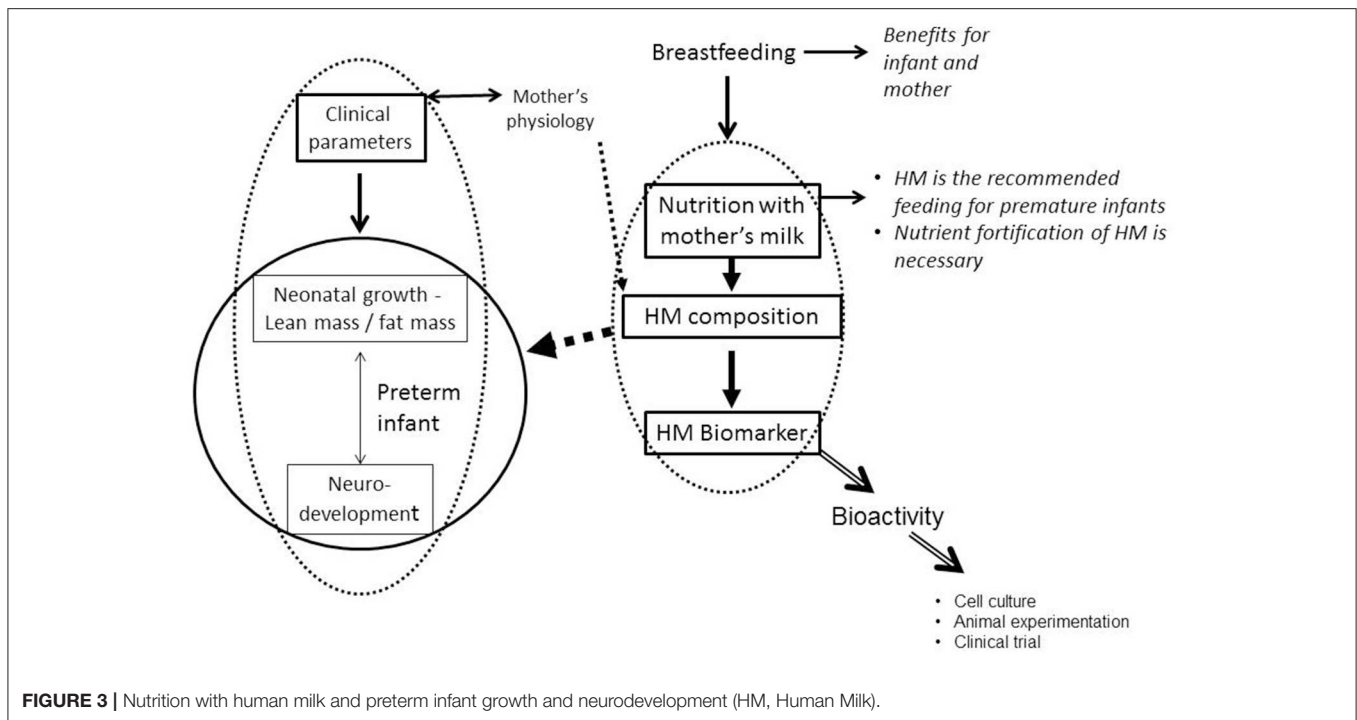 Clinical
parameters
Neonatal growth -
Lean mass / fat mass
Preterm
infant
Neuro-
development
Mother's
physiology
Breastfeeding
Benefits for
infant and
mother
Nutrition with
mother's milk
• HM is the recommended
feeding for premature infants
• Nutrient fortification of HM is
necessary
HM composition
HM Biomarker
Bioactivity
• Cell culture
• Animal experimentation
• Clinical trial
FIGURE 3 | Nutrition with human milk and preterm infant growth and neurodevelopment (HM, Human Milk).